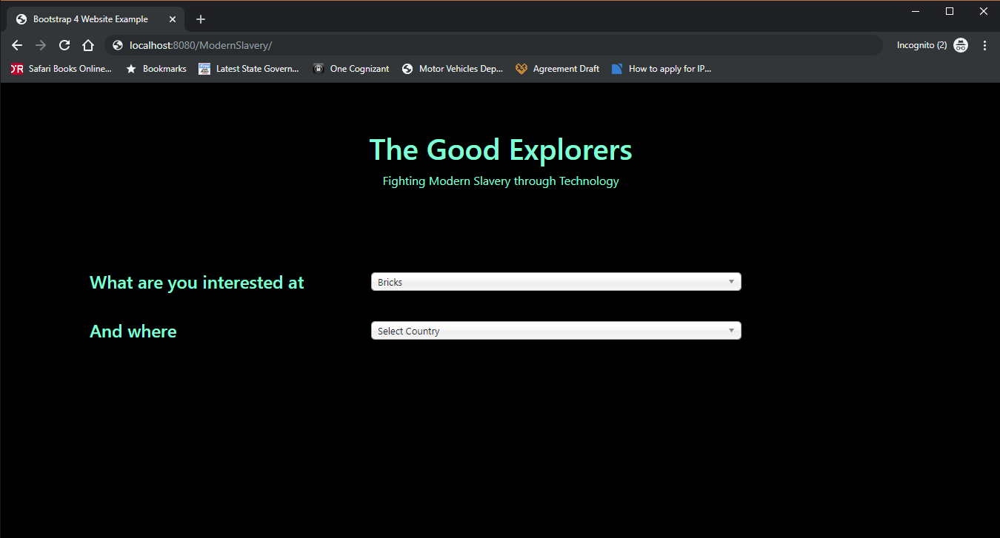 Bootstrap 4 Website Example
localhost:8080/ModernSlavery/
Incognito (2)
Safari Books Online... Bookmarks Latest State Govern... One Cognizant Motor Vehicles Dep... Agreement Draft How to apply for IP...
The Good Explorers
Fighting Modern Slavery through Technology
What are you interested at
Bricks
And where
Select Country